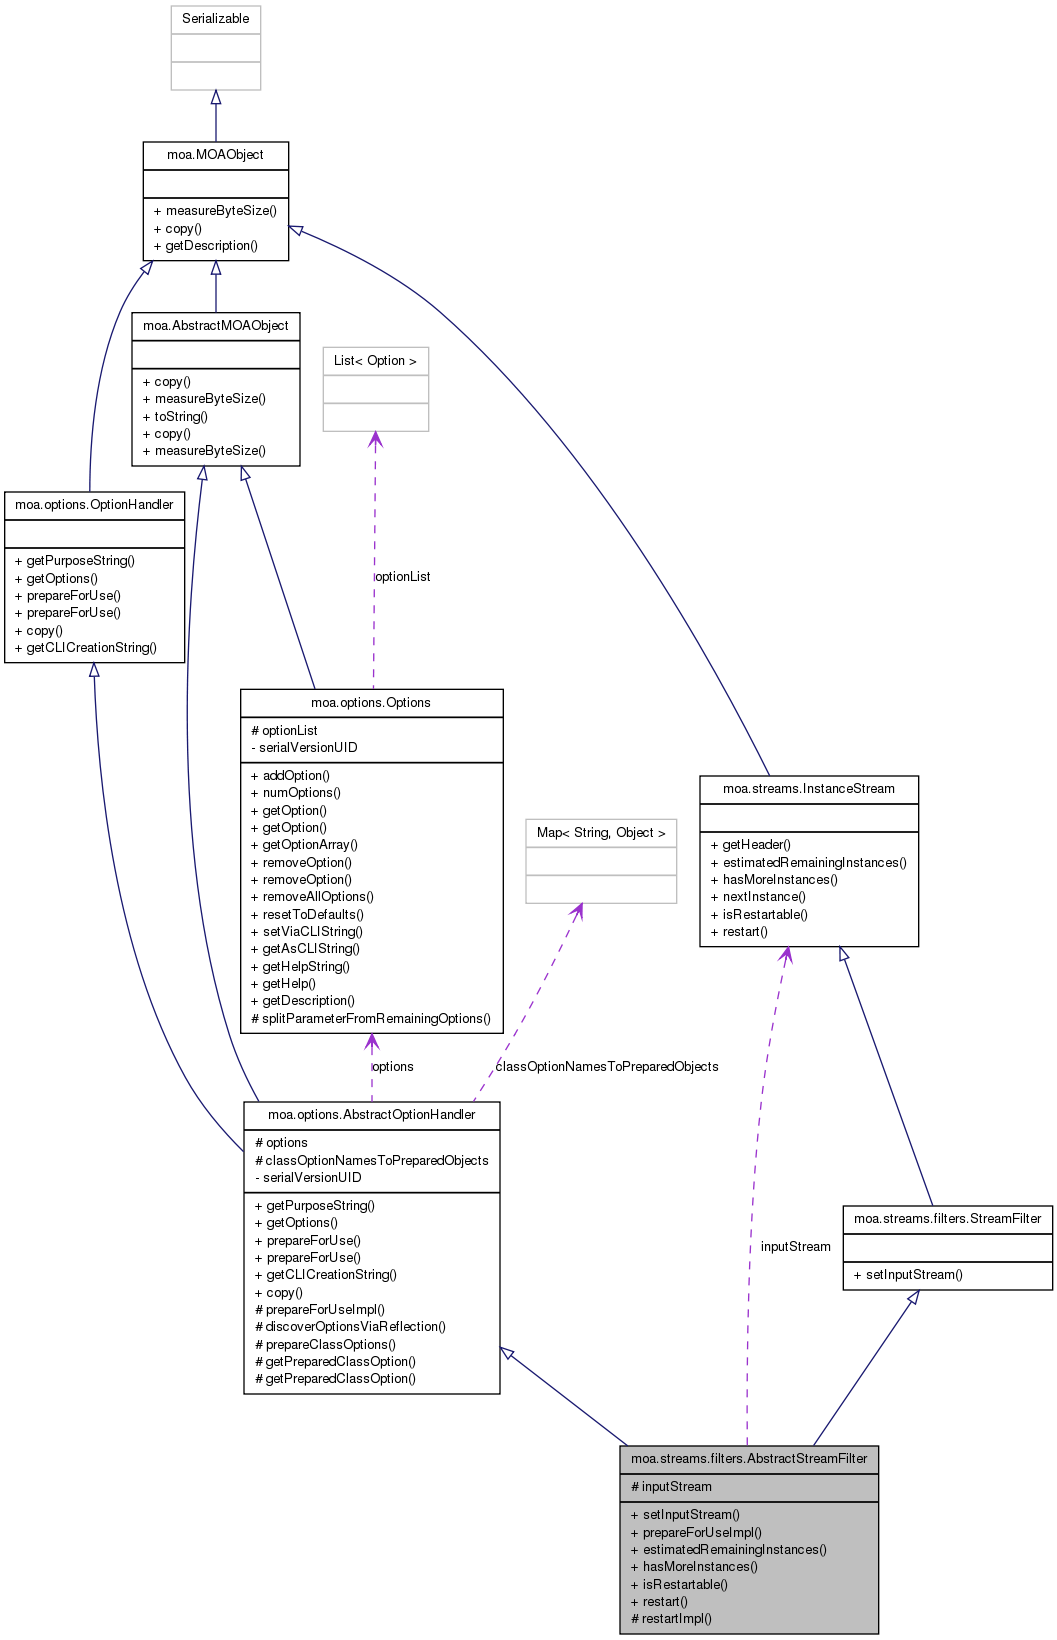 Serializable
moa.MOAObject
+ measureByteSize()
+ copy()
+ getDescription()
moa.AbstractMOAObject
+ copy()
+ measureByteSize()
+ toString()
+ copy()
+ measureByteSize()
List< Option >
moa.options.OptionHandler
+ getPurposeString()
+ getOptions()
+ prepareForUse()
+ prepareForUse()
+ copy()
+ getCLICreationString()
optionList
moa.options.Options
# optionList
- serialVersionUID
+ addOption()
+ numOptions()
+ getOption()
+ getOption()
+ getOptionArray()
+ removeOption()
+ removeOption()
+ removeAllOptions()
+ resetToDefaults()
+ setViaCLIString()
+ getAsCLIString()
+ getHelpString()
+ getHelp()
+ getDescription()
# splitParameterFromRemainingOptions()
Map< String, Object >
moa.streams.InstanceStream
+ getHeader()
+ estimatedRemainingInstances()
+ hasMoreInstances()
+ nextInstance()
+ isRestartable()
+ restart()
options
classOptionNamesToPreparedObjects
moa.options.AbstractOptionHandler
# options
# classOptionNamesToPreparedObjects
- serialVersionUID
+ getPurposeString()
+ getOptions()
+ prepareForUse()
+ prepareForUse()
+ getCLICreationString()
+ copy()
# prepareForUseImpl()
# discoverOptionsViaReflection()
# prepareClassOptions()
# getPreparedClassOption()
# getPreparedClassOption()
inputStream
moa.streams.filters.StreamFilter
+ setInputStream()
moa.streams.filters.AbstractStreamFilter
# inputStream
+ setInputStream()
+ prepareForUseImpl()
+ estimatedRemainingInstances()
+ hasMoreInstances()
+ isRestartable()
+ restart()
# restartImpl()